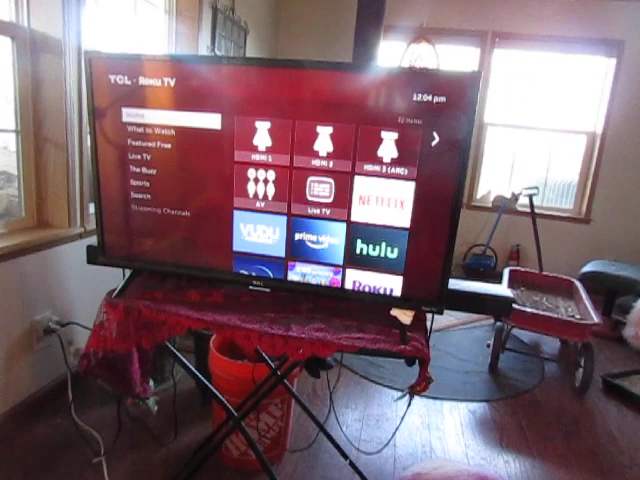 TCL · Roku TV
12:04 pm
Home
What to Watch
Featured Free
Live TV
The Buzz
Sports
Search
Streaming Channels
HDMI 1
HDMI 2
HDMI 3 (ARC)
AV
Live TV
NETFLIX
VUDU
prime video
hulu
Roku
TCL